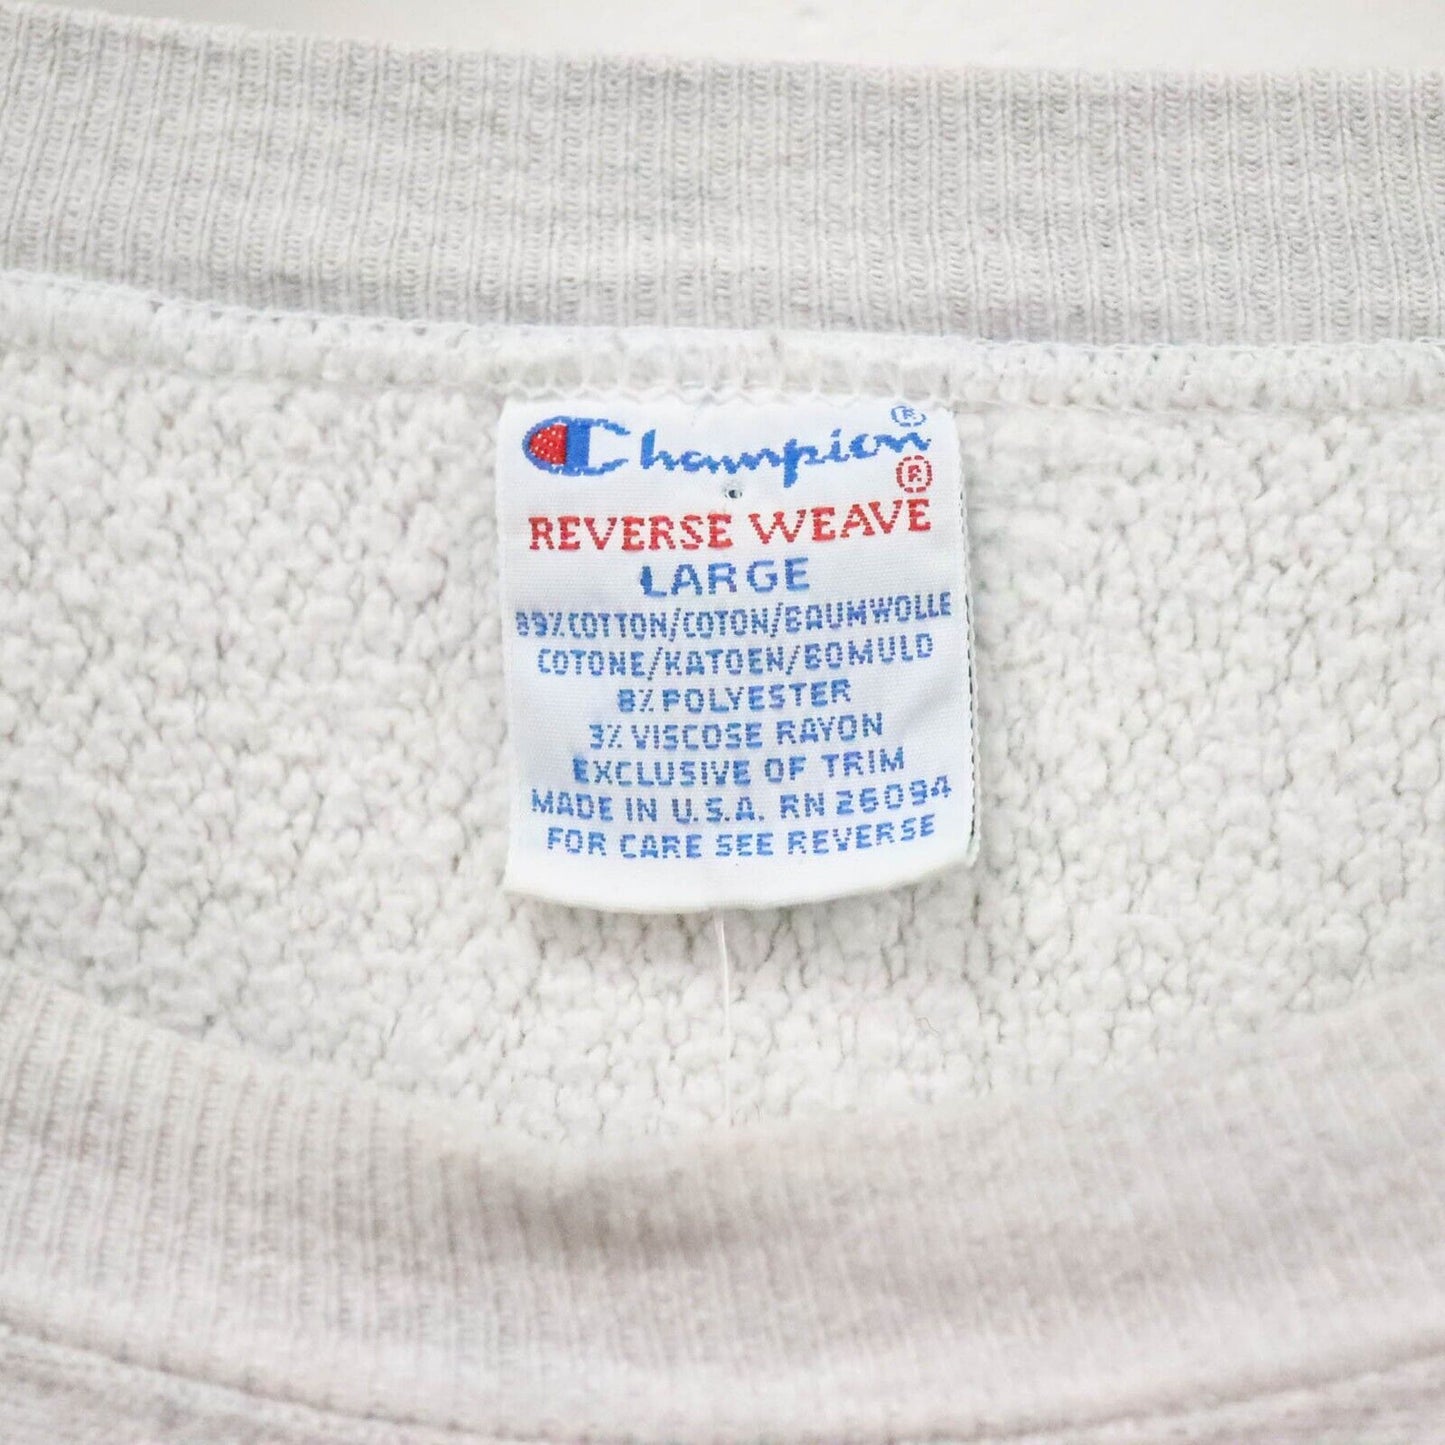 Champion®
®
REVERSE WEAVE
LARGE
89% COTTON/COTON/BAUMWOLLE
COTONE/KATOEN/BOMULD
8% POLYESTER
3% VISCOSE RAYON
EXCLUSIVE OF TRIM
MADE IN U.S.A. RN 26094
FOR CARE SEE REVERSE